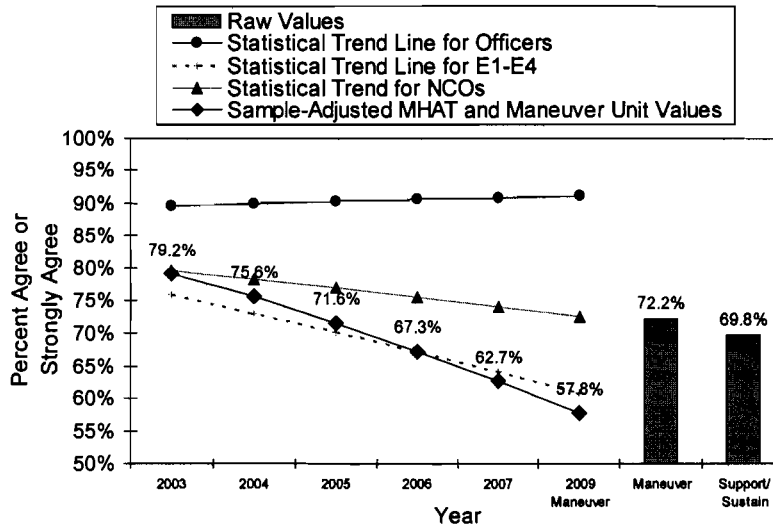 Raw Values
Statistical Trend Line for Officers
Statistical Trend Line for E1-E4
Statistical Trend for NCOs
Sample-Adjusted MHAT and Maneuver Unit Values
100%
95%
90%
85%
80%
75%
70%
65%
60%
55%
50%
Percent Agree or
Strongly Agree
79.2%
75.6%
71.6%
67.3%
62.7%
57.8%
72.2%
69.8%
2003
2004
2005
2006
2007
2009
Maneuver
Maneuver
Support/
Sustain
Year